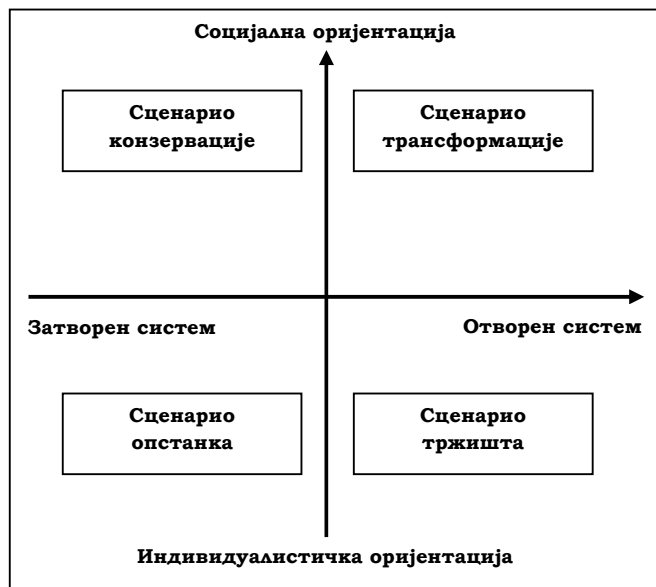 Социјална оријентација
Сценарио
конзервације
Сценарио
трансформације
Затворен систем
Отворен систем
Сценарио
опстанка
Сценарио
тржишта
Индивидуалистичка оријентација